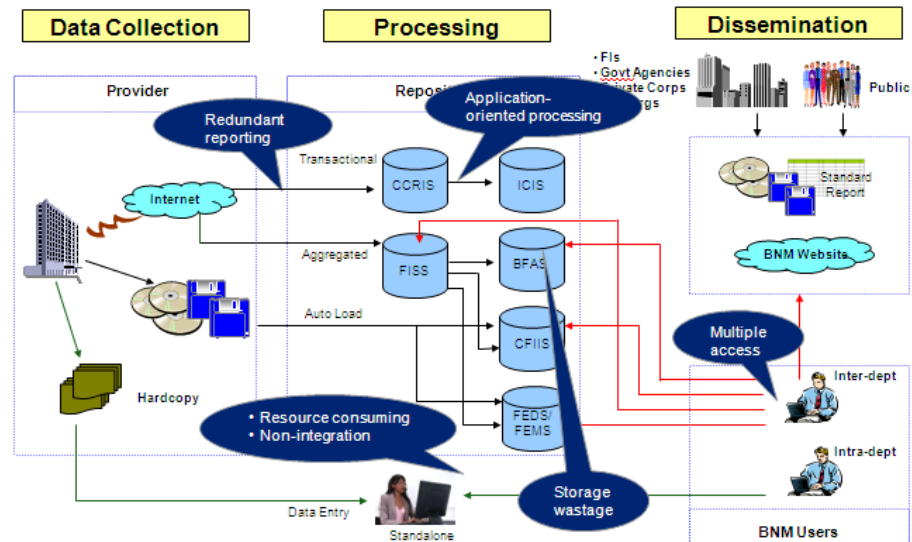 Data Collection
Processing
Dissemination
Provider
• FIs
• Govt Agencies
Corps
Public
Redundant
reporting
Application-
oriented processing
Transactional
CCRIS
ICIS
Internet
Standard
Report
Aggregated
FISS
BFAS
BNM Website
Auto Load
CFIIS
Multiple
access
Hardcopy
Inter-dept
• Resource consuming
• Non-integration
FEDS/
FEMS
Intra-dept
Storage
wastage
Data Entry
Standalone
BNM Users